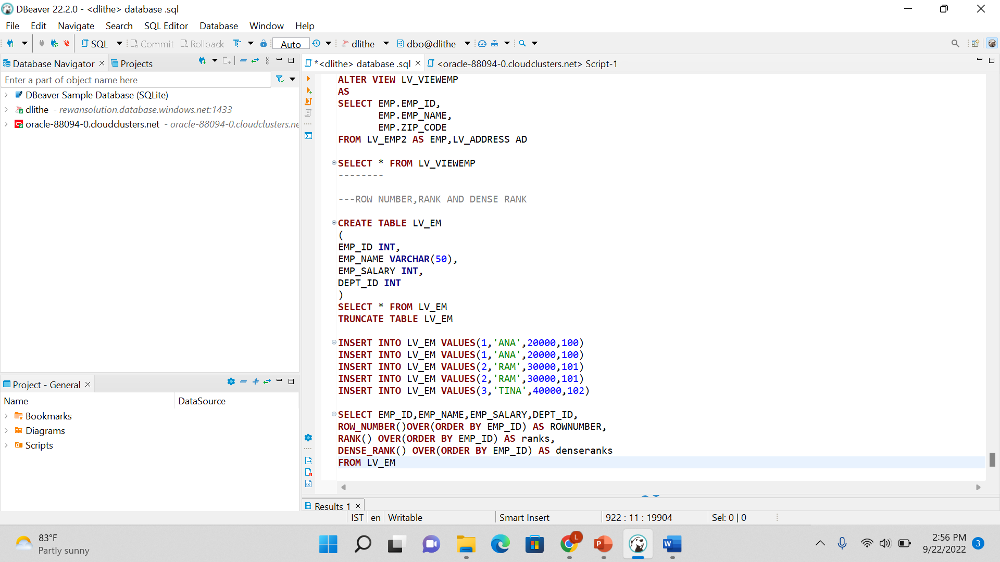 DBeaver 22.2.0 - <dlithe> database .sql
File Edit Navigate Search SQL Editor Database Window Help
SQL Commit Rollback Auto dlithe dbo@dlithe
Database Navigator Projects
Enter a part of object name here
DBeaver Sample Database (SQLite)
dlithe - rewansolution.database.windows.net:1433
oracle-88094-0.cloudclusters.net - oracle-88094-0.cloudclusters.ne
Project - General
Name DataSource
Bookmarks
Diagrams
Scripts
*<dlithe> database .sql <oracle-88094-0.cloudclusters.net> Script-1
ALTER VIEW LV_VIEWEMP
AS
SELECT EMP.EMP_ID,
EMP.EMP_NAME,
EMP.ZIP_CODE
FROM LV_EMP2 AS EMP,LV_ADDRESS AD
SELECT * FROM LV_VIEWEMP
--------
---ROW NUMBER,RANK AND DENSE RANK
CREATE TABLE LV_EM
(
EMP_ID INT,
EMP_NAME VARCHAR(50),
EMP_SALARY INT,
DEPT_ID INT
)
SELECT * FROM LV_EM
TRUNCATE TABLE LV_EM
INSERT INTO LV_EM VALUES(1,'ANA',20000,100)
INSERT INTO LV_EM VALUES(1,'ANA',20000,100)
INSERT INTO LV_EM VALUES(2,'RAM',30000,101)
INSERT INTO LV_EM VALUES(2,'RAM',30000,101)
INSERT INTO LV_EM VALUES(3,'TINA',40000,102)
SELECT EMP_ID,EMP_NAME,EMP_SALARY,DEPT_ID,
ROW_NUMBER()OVER(ORDER BY EMP_ID) AS ROWNUMBER,
RANK() OVER(ORDER BY EMP_ID) AS ranks,
DENSE_RANK() OVER(ORDER BY EMP_ID) AS denseranks
FROM LV_EM
Results 1
IST en Writable Smart Insert 922 : 11 : 19904 Sel: 0 | 0
83°F
Partly sunny
L
P
W
2:56 PM
9/22/2022
3